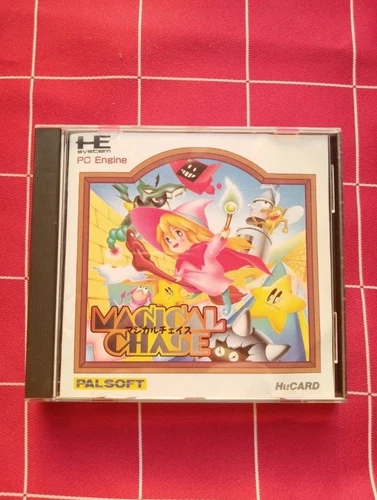 HE
system
PC Engine
MAGICAL
マジカルチェイス
CHASE
PALSOFT
HuCARD